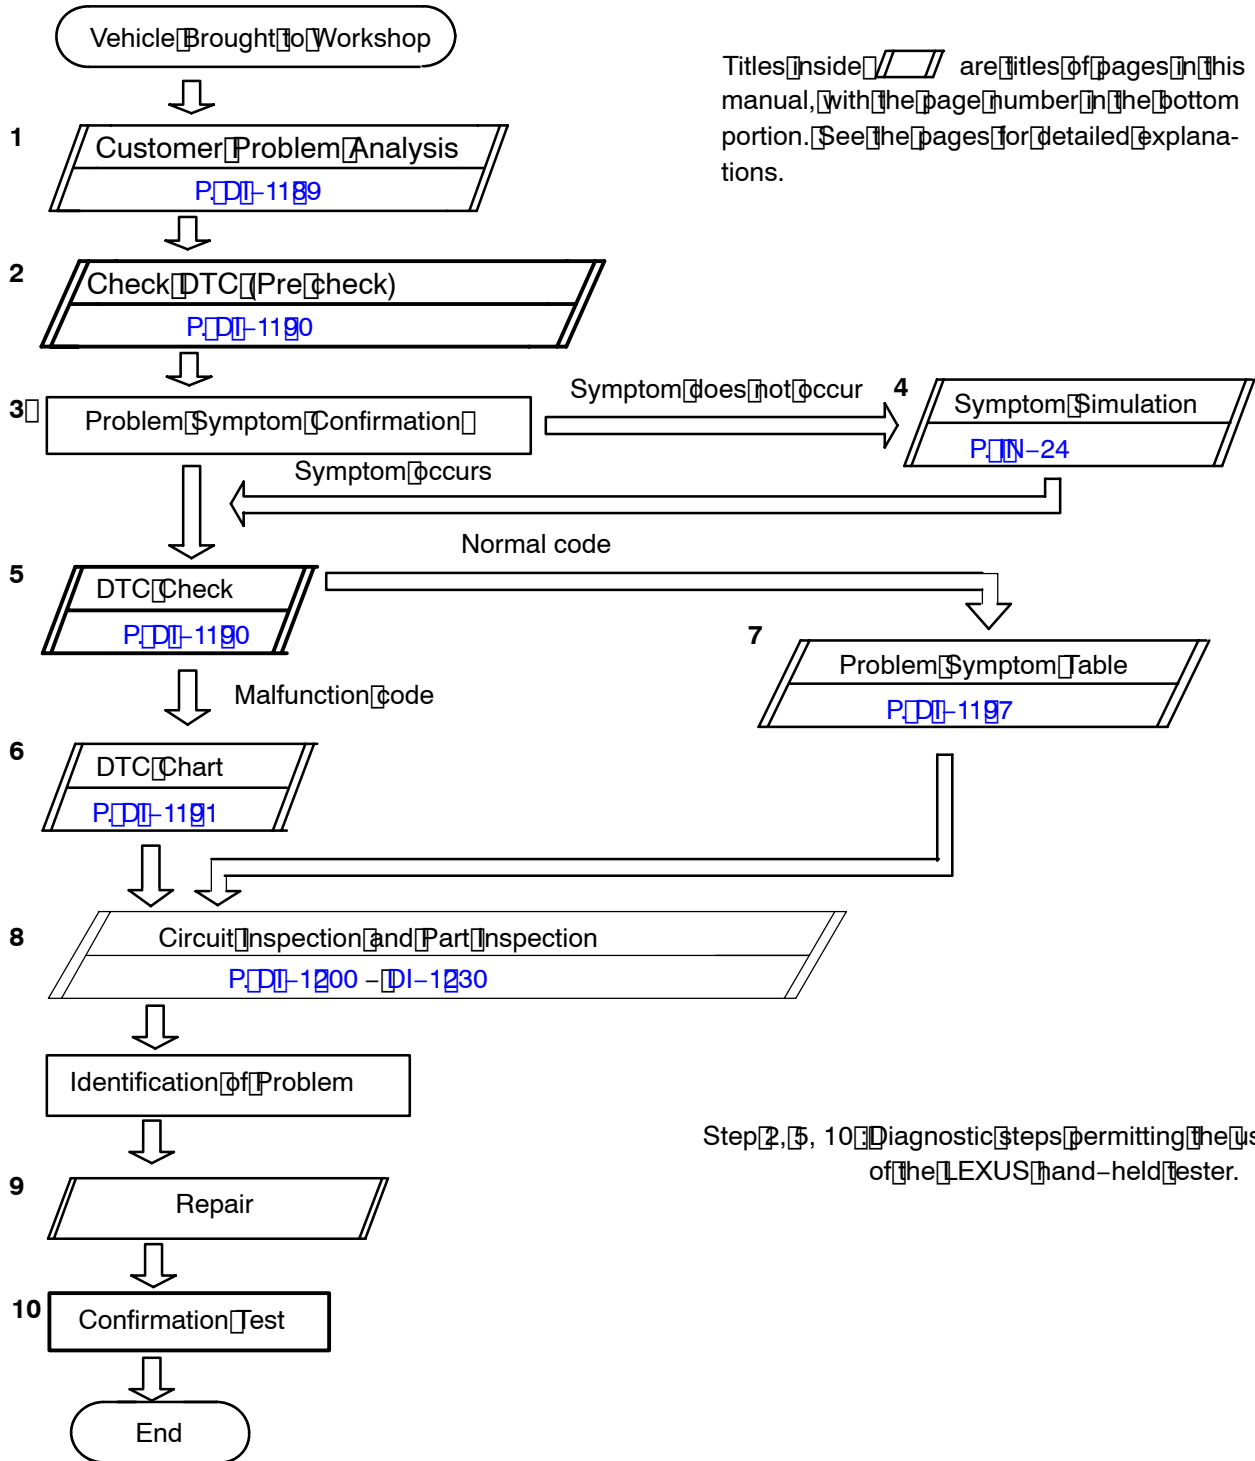 Vehicle Brought to Workshop
Titles inside are titles of pages in this
manual, with the page number in the bottom
portion. See the pages for detailed explana-
tions.
1
Customer Problem Analysis
P. DI-1189
2
Check DTC (Pre check)
P. DI-1190
3
Problem Symptom Confirmation
Symptom does not occur
4
Symptom Simulation
P. IN-24
Symptom occurs
Normal code
5
DTC Check
P. DI-1190
Malfunction code
7
Problem Symptom Table
P. DI-1197
6
DTC Chart
P. DI-1191
8
Circuit Inspection and Part Inspection
P. DI-1200 - DI-1230
Identification of Problem
Step 2, 5, 10 : Diagnostic steps permitting the us
of the LEXUS hand-held tester.
9
Repair
10
Confirmation Test
End